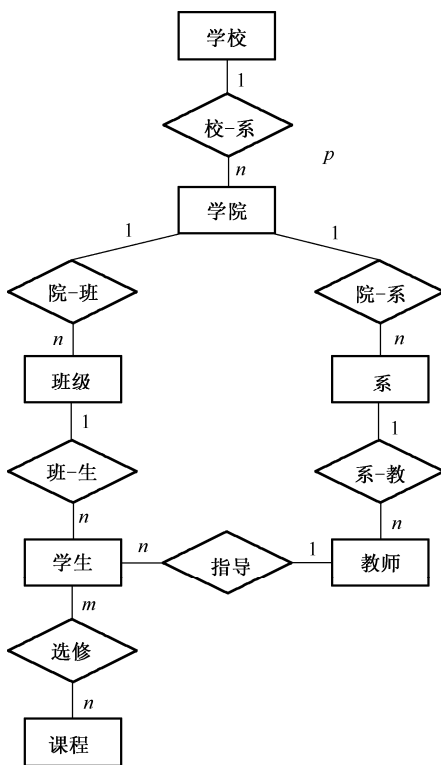 学校
1
校-系
p
n
学院
1 1
院-班 院-系
n n
班级 系
1 1
班-生 系-教
n n
学生 n 指导 1 教师
m
选修
n
课程